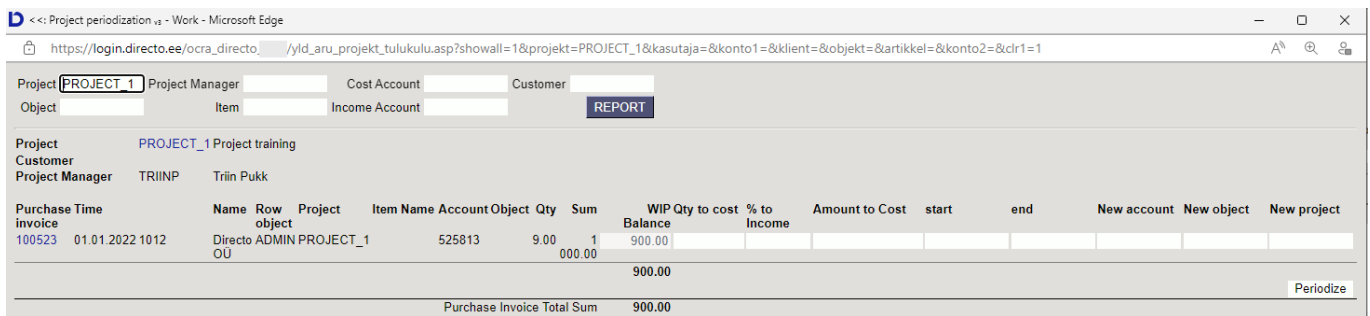 <<: Project periodization v3 - Work - Microsoft Edge
https://login.directo.ee/ocra_directo_ /yld_aru_projekt_tulukulu.asp?showall=1&projekt=PROJECT_1&kasutaja=&konto1=&klient=&objekt=&artikkel=&konto2=&clr1=1
Project PROJECT_1 Project Manager Cost Account Customer
Object Item Income Account REPORT
Project PROJECT_1 Project training
Customer
Project Manager TRIINP Triin Pukk
Purchase Time Name Row Project Item Name Account Object Qty Sum WIP Qty to cost % to Amount to Cost start end New account New object New project
invoice object Balance Income
100523 01.01.2022 1012 Directo ADMIN PROJECT_1 525813 9.00 1 900.00
OÜ 000.00
900.00
Periodize
Purchase Invoice Total Sum 900.00